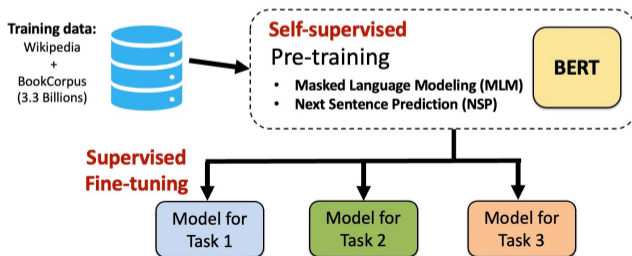 Training data:
Wikipedia
+
BookCorpus
(3.3 Billions)
Self-supervised
Pre-training
• Masked Language Modeling (MLM)
• Next Sentence Prediction (NSP)
BERT
Supervised
Fine-tuning
Model for
Task 1
Model for
Task 2
Model for
Task 3